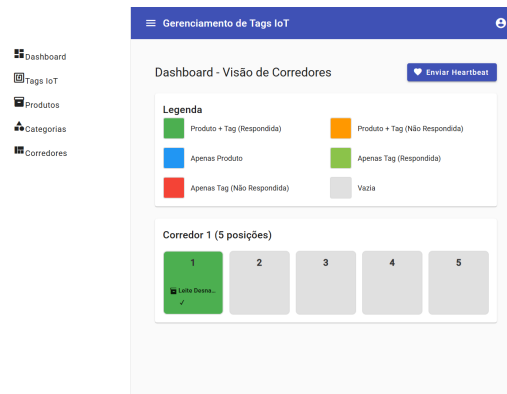 Gerenciamento de Tags IoT
Dashboard
Tags IoT
Produtos
Categorias
Corredores
Dashboard - Visão de Corredores
Enviar Heartbeat
Legenda
Produto + Tag (Respondida)
Produto + Tag (Não Respondida)
Apenas Produto
Apenas Tag (Respondida)
Apenas Tag (Não Respondida)
Vazia
Corredor 1 (5 posições)
1 2 3 4 5
Leite Desna...
✓